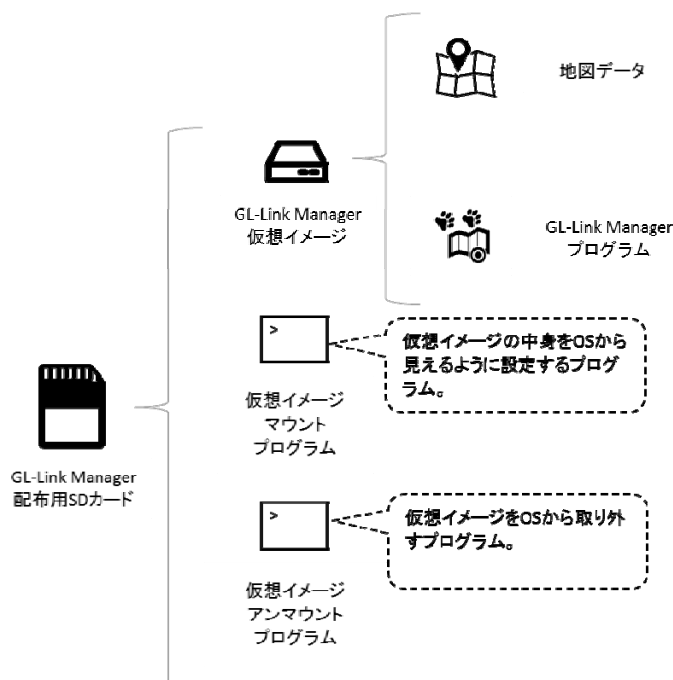 地図データ
GL-Link Manager
仮想イメージ
GL-Link Manager
プログラム
>
仮想イメージの中身をOSから
見えるように設定するプログ
ラム。
仮想イメージ
マウント
プログラム
GL-Link Manager
配布用SDカード
>
仮想イメージをOSから取り外
すプログラム。
仮想イメージ
アンマウント
プログラム